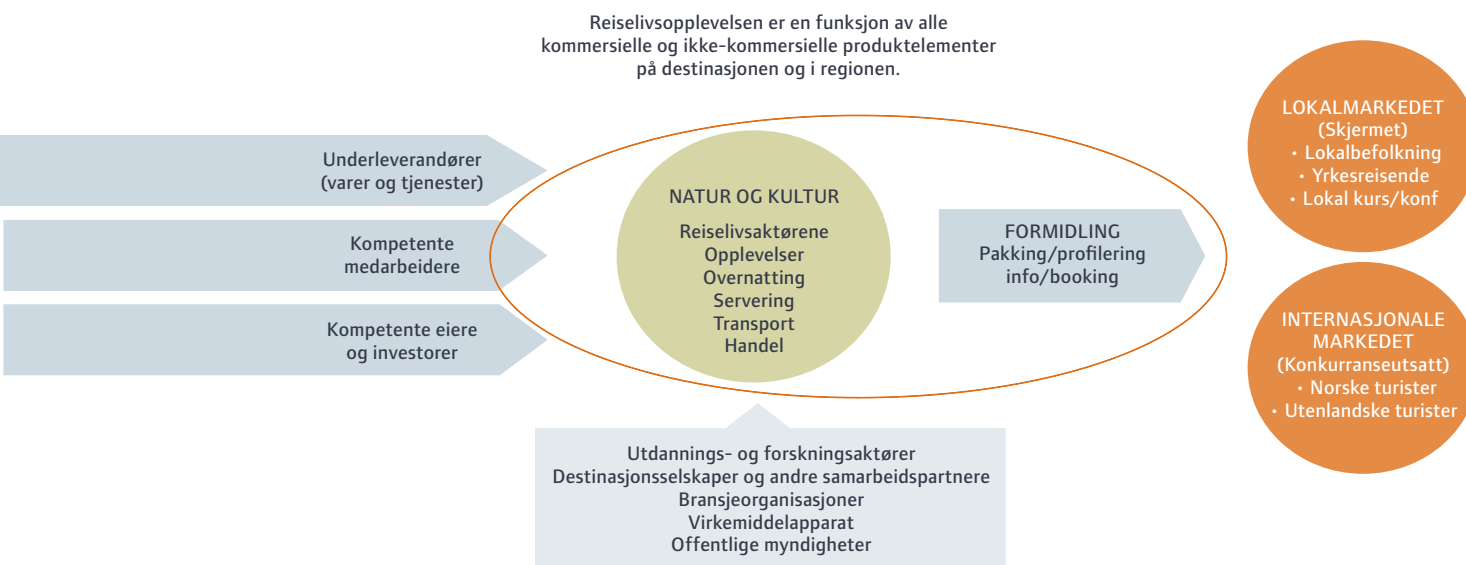 Reiselivsopplevelsen er en funksjon av alle
kommersielle og ikke-kommersielle produktelementer
på destinasjonen og i regionen.
Underleverandører
(varer og tjenester)
Kompetente
medarbeidere
Kompetente eiere
og investorer
NATUR OG KULTUR
Reiselivsaktørene
Opplevelser
Overnatting
Servering
Transport
Handel
FORMIDLING
Pakking/profilering
info/booking
LOKALMARKEDET
(Skjermet)
• Lokalbefolkning
• Yrkesreisende
• Lokal kurs/konf
INTERNASJONALE
MARKEDET
(Konkurranseutsatt)
• Norske turister
• Utenlandske turister
Utdannings- og forskningsaktører
Destinasjonsselskaper og andre samarbeidspartnere
Bransjeorganisasjoner
Virkemiddelapparat
Offentlige myndigheter